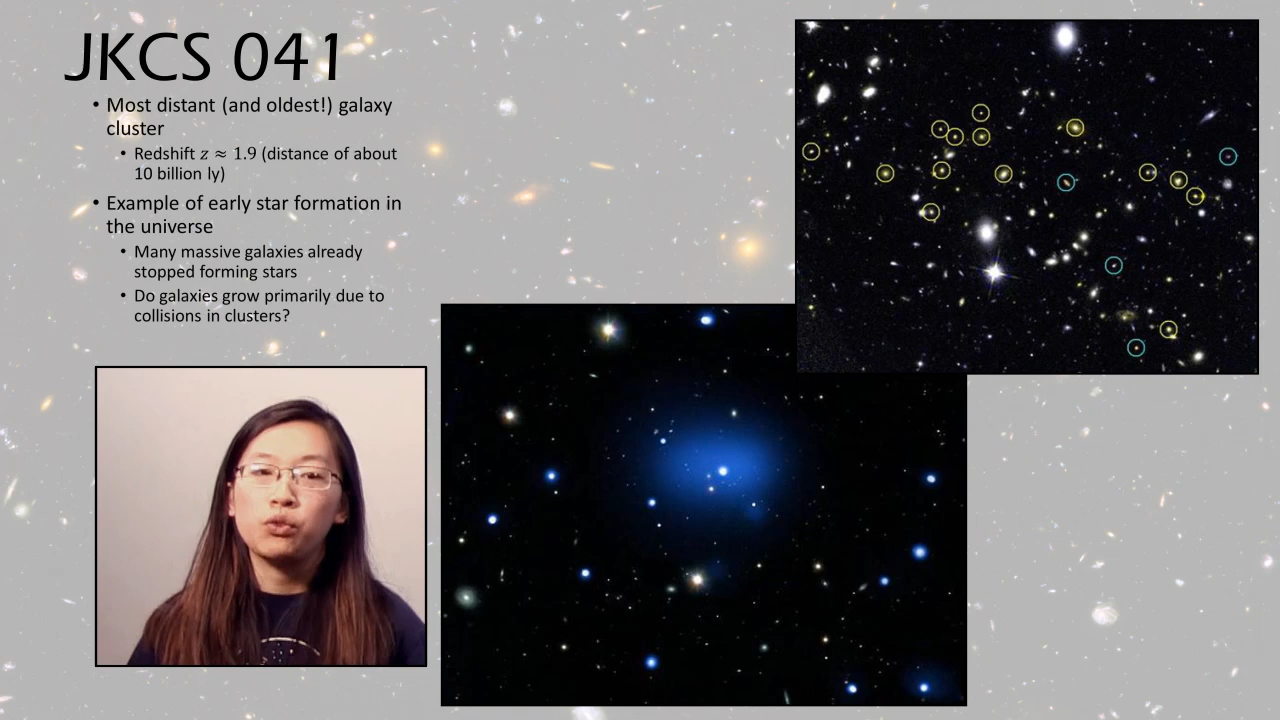 JKCS 041
• Most distant (and oldest!) galaxy
cluster
• Redshift z ≈ 1.9 (distance of about
10 billion ly)
• Example of early star formation in
the universe
• Many massive galaxies already
stopped forming stars
• Do galaxies grow primarily due to
collisions in clusters?